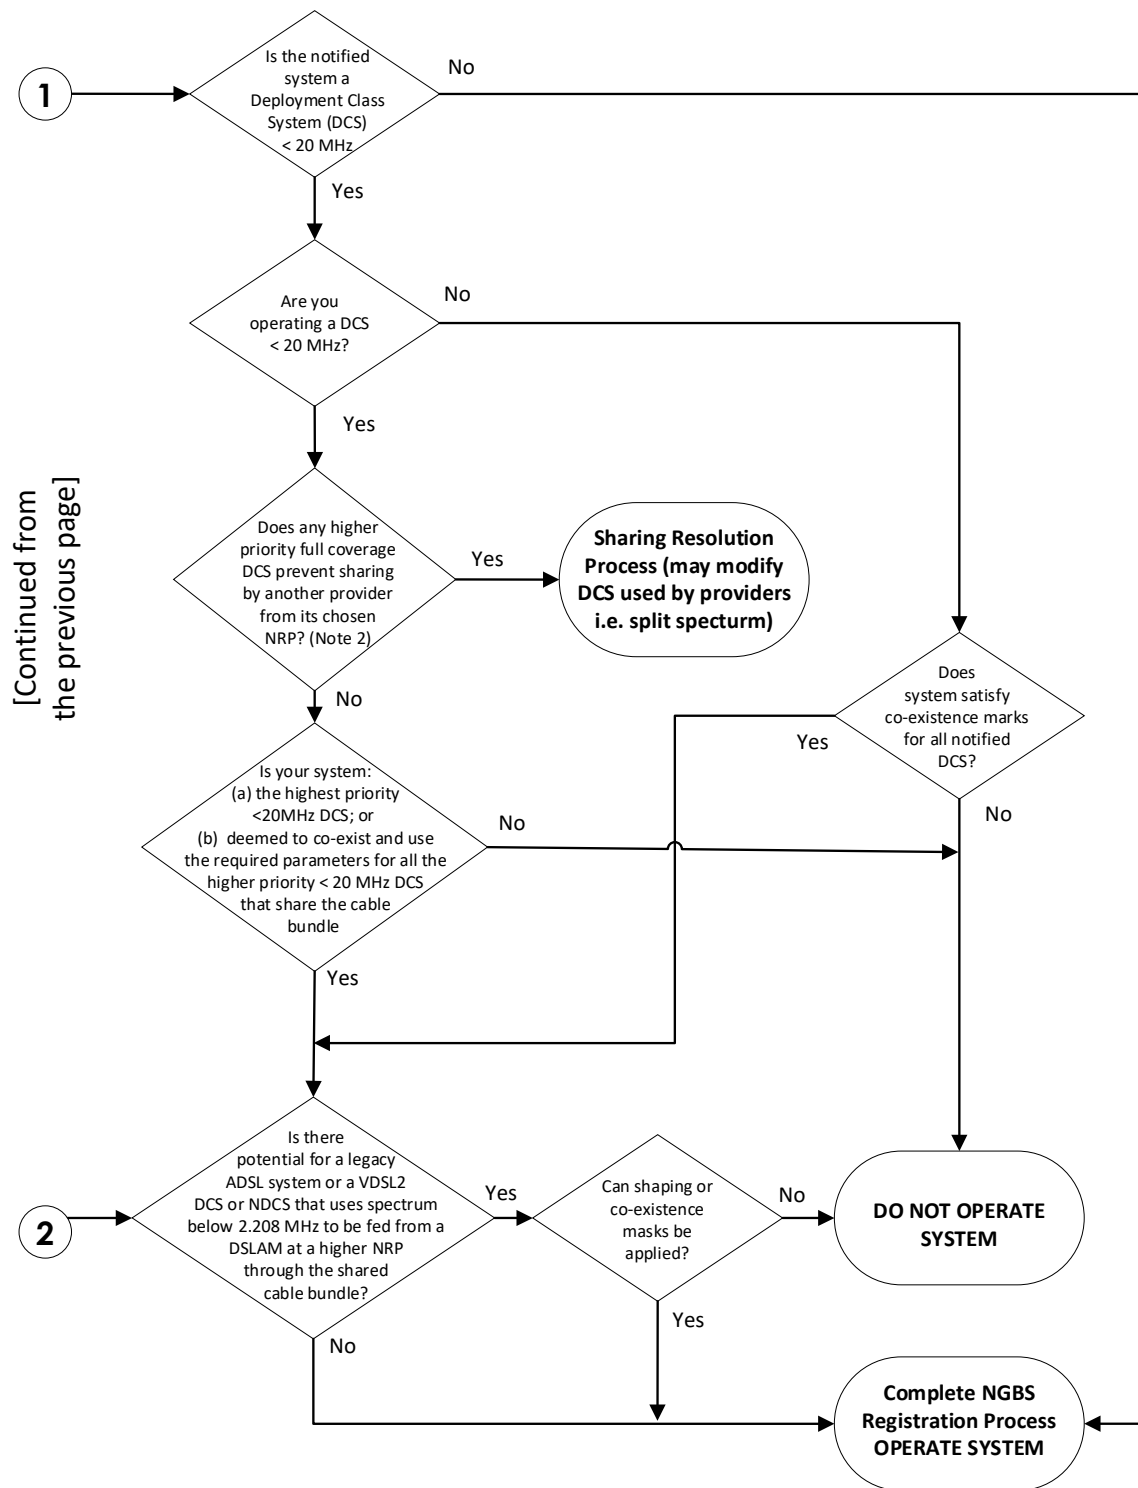 Is the notified
system a
Deployment Class
System (DCS)
< 20 MHz
No
1
Yes
Are you
operating a DCS
< 20 MHz?
No
Yes
[Continued from
the previous page]
Does any higher
priority full coverage
DCS prevent sharing
by another provider
from its chosen
NRP? (Note 2)
Yes
Sharing Resolution
Process (may modify
DCS used by providers
i.e. split specturm)
No
Does
system satisfy
co-existence marks
for all notified
DCS?
Yes
No
Is your system:
(a) the highest priority
<20MHz DCS; or
(b) deemed to co-exist and use
the required parameters for all the
higher priority < 20 MHz DCS
that share the cable
bundle
No
Yes
2
Is there
potential for a legacy
ADSL system or a VDSL2
DCS or NDCS that uses spectrum
below 2.208 MHz to be fed from a
DSLAM at a higher NRP
through the shared
cable bundle?
Yes
Can shaping or
co-existence
masks be
applied?
No
DO NOT OPERATE
SYSTEM
Yes
No
Complete NGBS
Registration Process
OPERATE SYSTEM